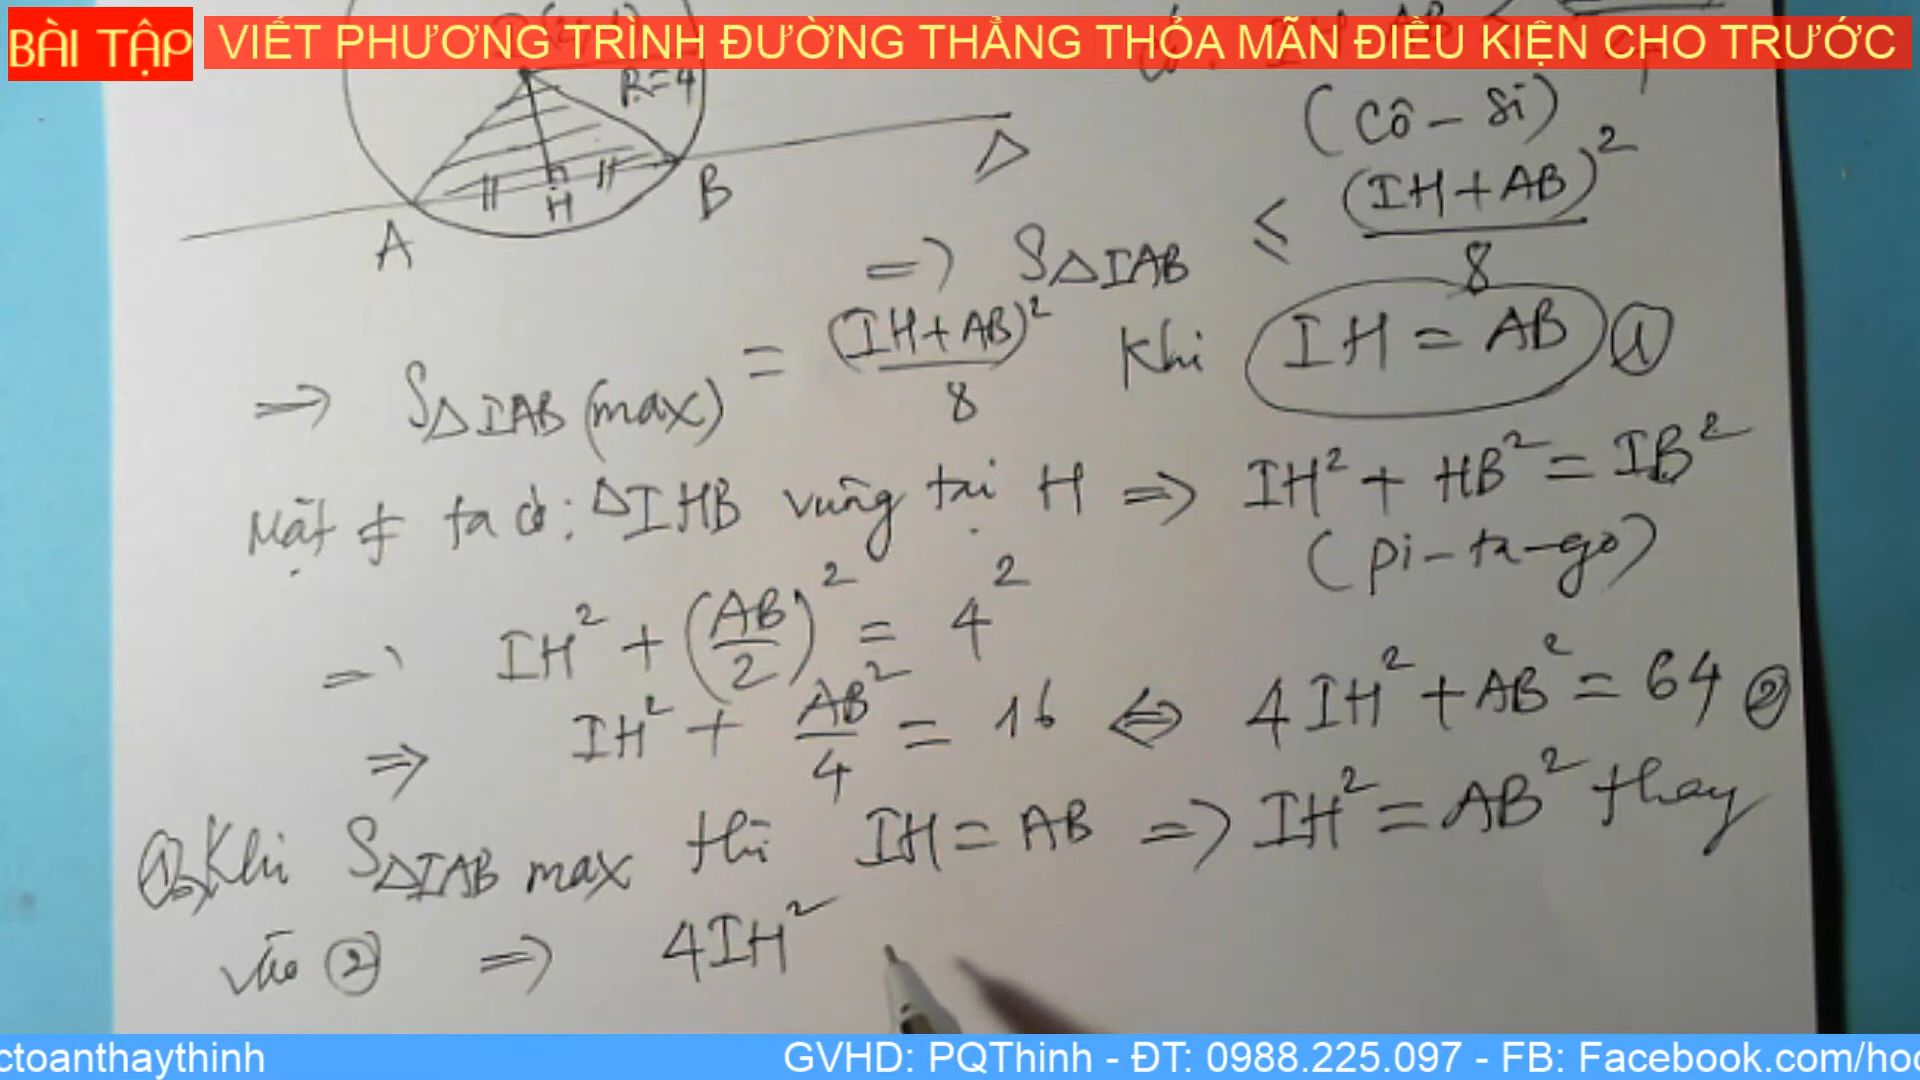 BÀI TẬP
VIẾT PHƯƠNG TRÌNH ĐƯỜNG THẲNG THỎA MÃN ĐIỀU KIỆN CHO TRƯỚC
R=4
(Cô-Si)
A H B Δ
=> SΔIAB ≤ (IH+AB)²/8
=> SΔIAB (max) = (IH+AB)²/8 Khi IH = AB ①
Mặt ≠ ta có: ΔIHB vuông tại H => IH² + HB² = IB²
(pi-ta-go)
=> IH² + (AB/2)² = 4²
=> IH² + AB²/4 = 16 <=> 4IH² + AB² = 64 ②
①=> Khi SΔIAB max thì IH = AB => IH² = AB² thay
vào ② => 4IH²
ctoanthaythinh
GVHD: PQThinh - ĐT: 0988.225.097 - FB: Facebook.com/hoc